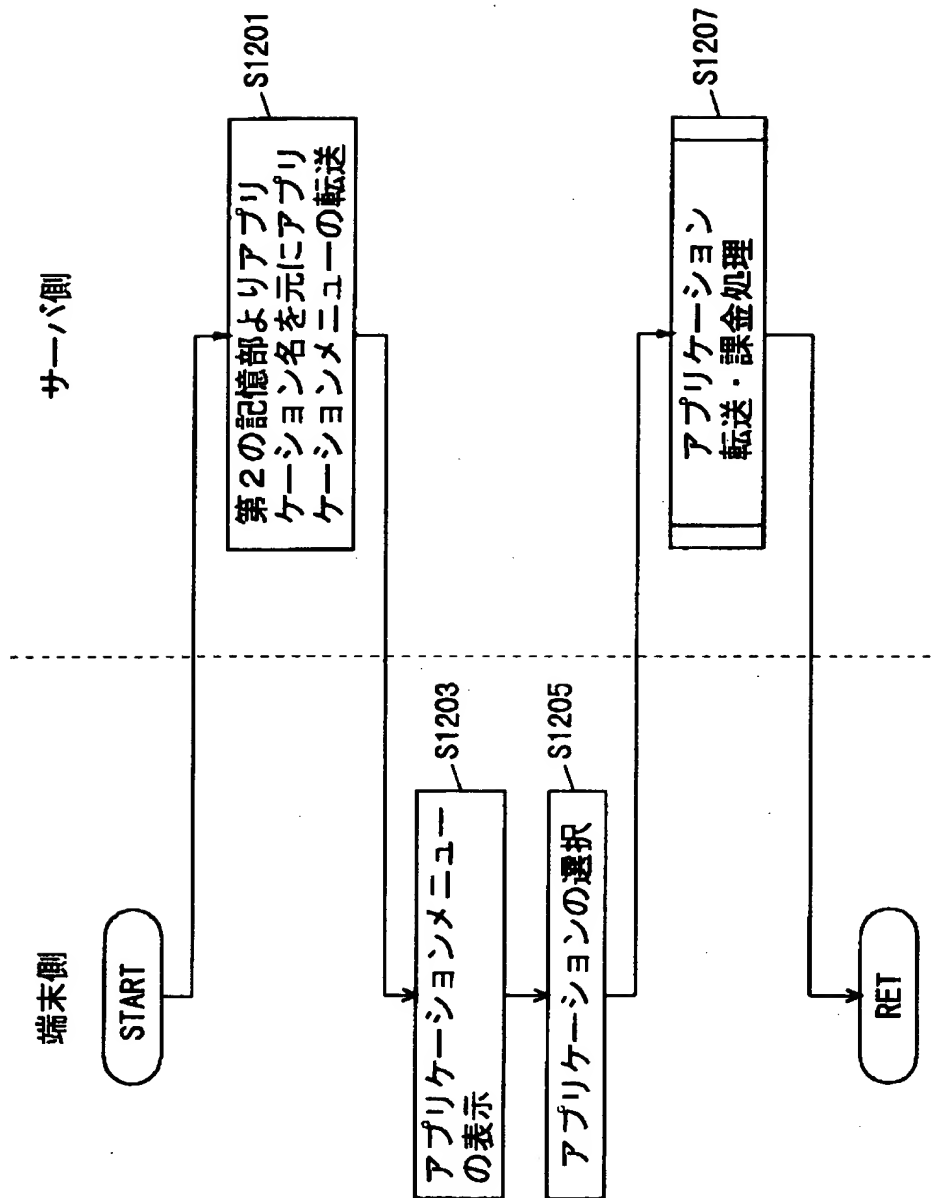 端末側
サーバ側
START
第2の記憶部よりアプリ
ケーション名を元にアプリ
ケーションメニューの転送
S1201
アプリケーションメニュー
の表示
S1203
アプリケーションの選択
S1205
アプリケーション
転送・課金処理
S1207
RET